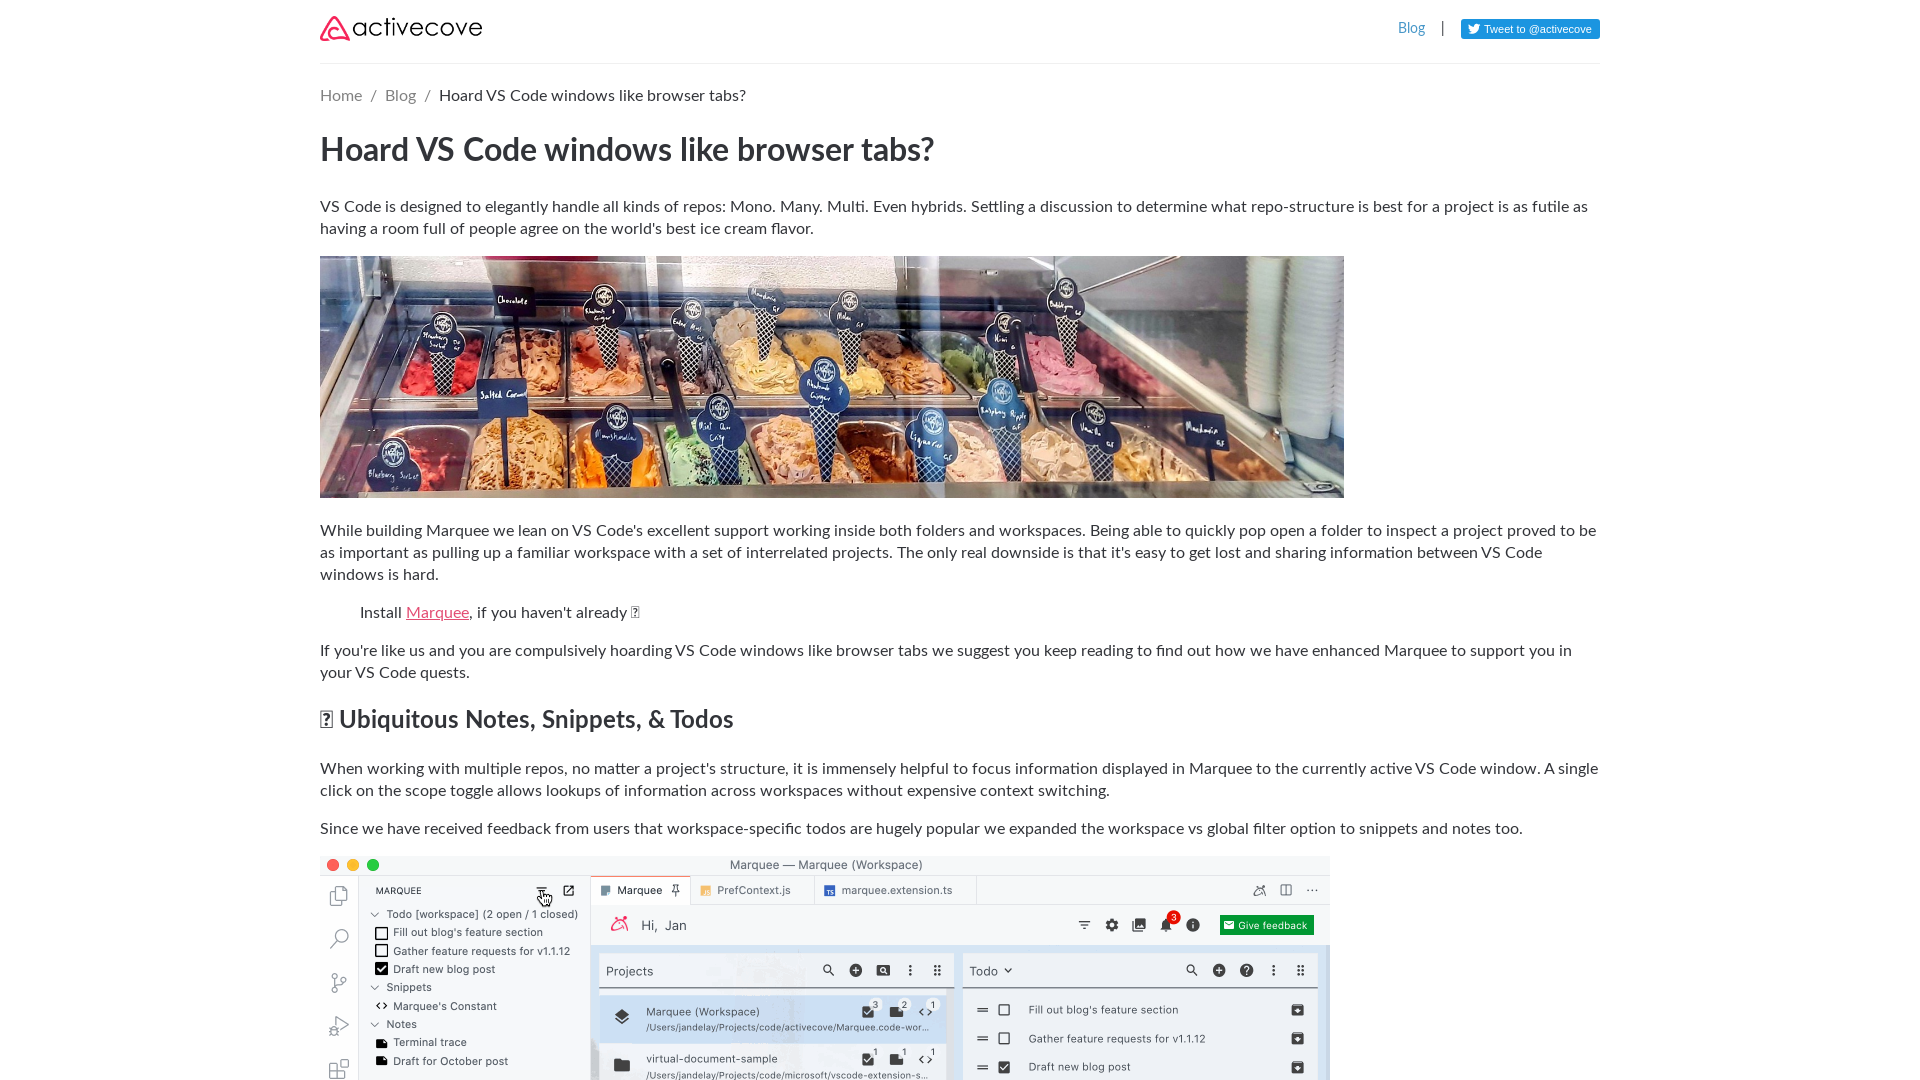 activecove
Blog | Tweet to @activecove
Home / Blog / Hoard VS Code windows like browser tabs?
Hoard VS Code windows like browser tabs?
VS Code is designed to elegantly handle all kinds of repos: Mono. Many. Multi. Even hybrids. Settling a discussion to determine what repo-structure is best for a project is as futile as
having a room full of people agree on the world's best ice cream flavor.
Chocolate
Salted Caramel
Marshmallow
Mint Choc Crisp
Rhubarb & Ginger
Liquorice
Raspberry Ripple
Vanilla
Mandarin
Blueberry Sorbet
While building Marquee we lean on VS Code's excellent support working inside both folders and workspaces. Being able to quickly pop open a folder to inspect a project proved to be
as important as pulling up a familiar workspace with a set of interrelated projects. The only real downside is that it's easy to get lost and sharing information between VS Code
windows is hard.
Install Marquee, if you haven't already
If you're like us and you are compulsively hoarding VS Code windows like browser tabs we suggest you keep reading to find out how we have enhanced Marquee to support you in
your VS Code quests.
Ubiquitous Notes, Snippets, & Todos
When working with multiple repos, no matter a project's structure, it is immensely helpful to focus information displayed in Marquee to the currently active VS Code window. A single
click on the scope toggle allows lookups of information across workspaces without expensive context switching.
Since we have received feedback from users that workspace-specific todos are hugely popular we expanded the workspace vs global filter option to snippets and notes too.
Marquee — Marquee (Workspace)
MARQUEE
Todo [workspace] (2 open / 1 closed)
Fill out blog's feature section
Gather feature requests for v1.1.12
Draft new blog post
Snippets
Marquee's Constant
Notes
Terminal trace
Draft for October post
Marquee
PrefContext.js
TS marquee.extension.ts
Hi, Jan
3
Give feedback
Projects
Marquee (Workspace) 3 2 1
/Users/jandelay/Projects/code/activecove/Marquee.code-wor...
virtual-document-sample 1 1 1
/Users/jandelay/Projects/code/microsoft/vscode-extension-s...
Todo
Fill out blog's feature section
Gather feature requests for v1.1.12
Draft new blog post